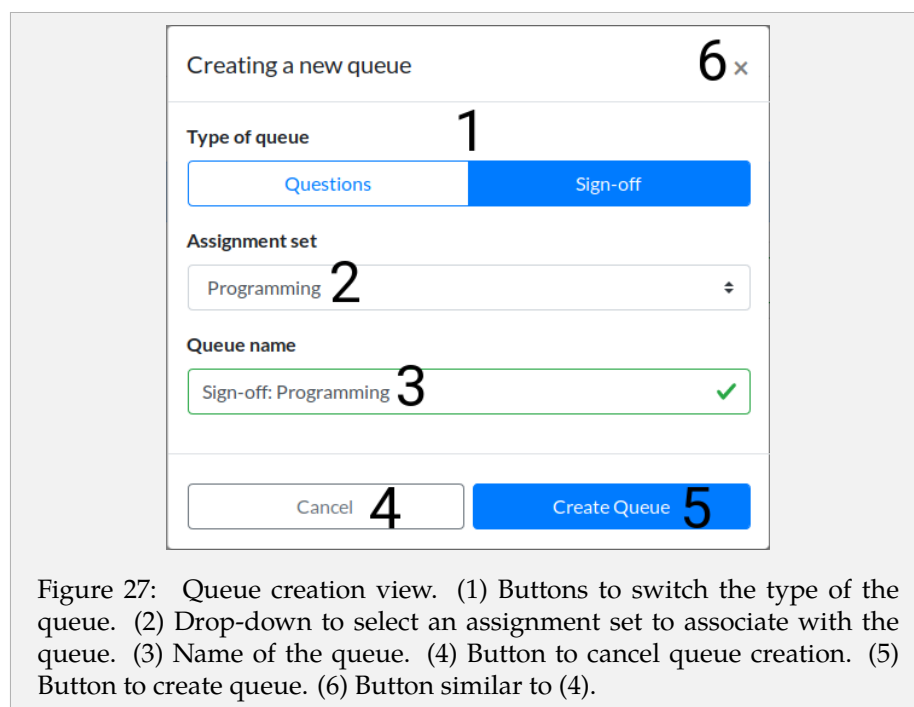 Creating a new queue 6 ×
1
Type of queue
Questions Sign-off
Assignment set
Programming 2
Queue name
Sign-off: Programming 3
Cancel 4 Create Queue 5
Figure 27: Queue creation view. (1) Buttons to switch the type of the
queue. (2) Drop-down to select an assignment set to associate with the
queue. (3) Name of the queue. (4) Button to cancel queue creation. (5)
Button to create queue. (6) Button similar to (4).